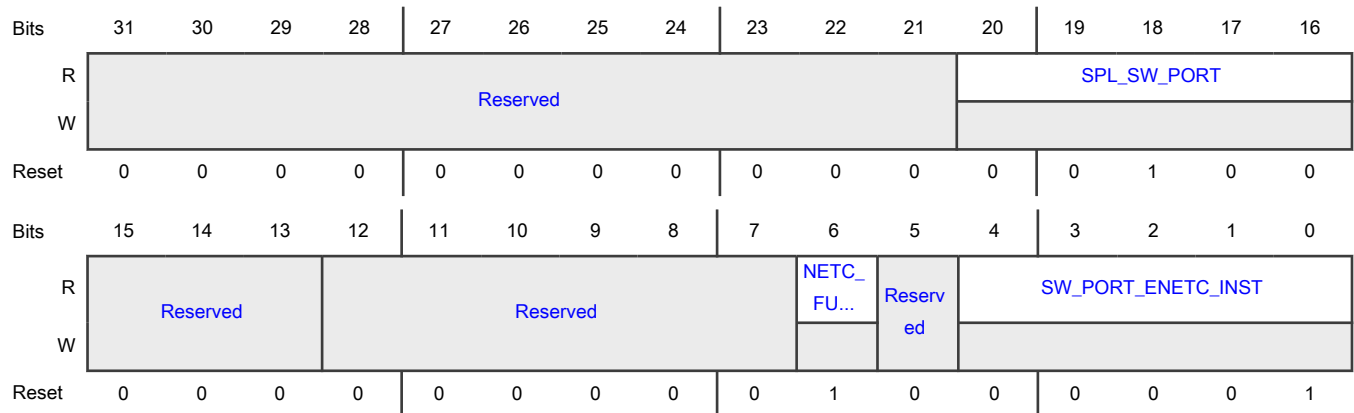 Bits 31 30 29 28 27 26 25 24 23 22 21 20 19 18 17 16
R
Reserved
SPL_SW_PORT
W
Reset 0 0 0 0 0 0 0 0 0 0 0 0 0 1 0 0
Bits 15 14 13 12 11 10 9 8 7 6 5 4 3 2 1 0
R
Reserved
Reserved
NETC_
FU...
Reserv
ed
SW_PORT_ENETC_INST
W
Reset 0 0 0 0 0 0 0 0 0 1 0 0 0 0 0 1